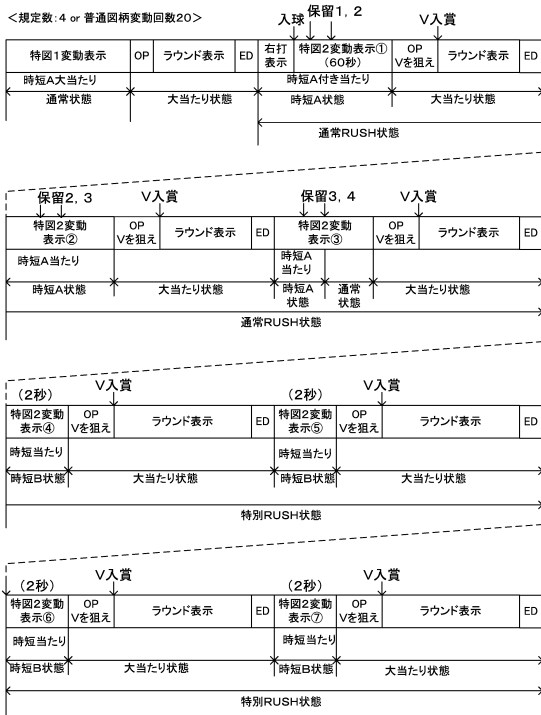 ＜規定数：4 or 普通図柄変動回数20＞
保留1, 2
入球
V入賞
特図1変動表示
OP
ラウンド表示
ED
右打
表示
特図2変動表示①
(60秒)
OP
Vを狙え
ラウンド表示
ED
時短A大当たり
時短A付き当たり
通常状態
大当たり状態
時短A状態
大当たり状態
通常RUSH状態
保留2, 3
V入賞
保留3, 4
V入賞
特図2変動
表示②
OP
Vを狙え
ラウンド表示
ED
特図2変動
表示③
OP
Vを狙え
ラウンド表示
ED
時短A当たり
時短A
当たり
時短A状態
大当たり状態
時短A
状態
通常
状態
大当たり状態
通常RUSH状態
(2秒)
V入賞
(2秒)
V入賞
特図2変動
表示④
OP
Vを狙え
ラウンド表示
ED
特図2変動
表示⑤
OP
Vを狙え
ラウンド表示
ED
時短当たり
時短当たり
時短B状態
大当たり状態
時短B状態
大当たり状態
特別RUSH状態
(2秒)
V入賞
(2秒)
V入賞
特図2変動
表示⑥
OP
Vを狙え
ラウンド表示
ED
特図2変動
表示⑦
OP
Vを狙え
ラウンド表示
ED
時短当たり
時短当たり
時短B状態
大当たり状態
時短B状態
大当たり状態
特別RUSH状態